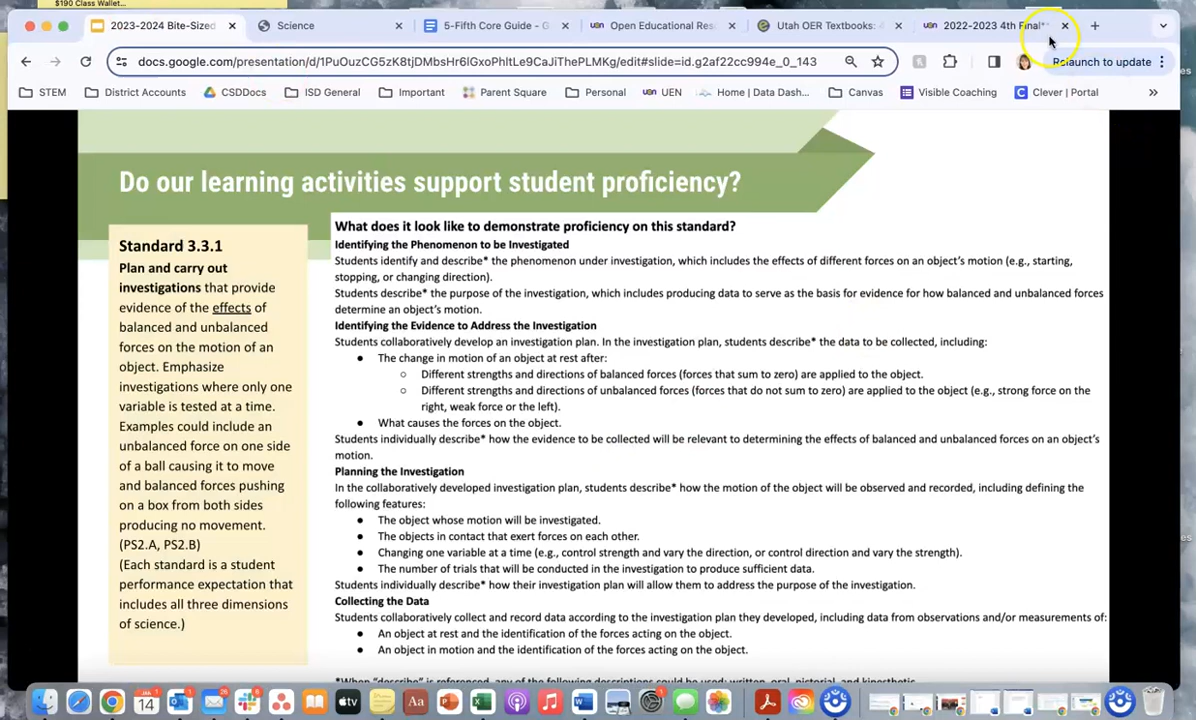 $190 Class Wallet...
2023-2024 Bite-Sized
Science
5-Fifth Core Guide - G
uen Open Educational Res
Utah OER Textbooks: 4
uen 2022-2023 4th Final*
docs.google.com/presentation/d/1PuOuzCG5zK8tjDMbsHr6lGxoPhltLe9CaJiThePLMKg/edit#slide=id.g2af22cc994e_0_143
Relaunch to update
STEM
District Accounts
CSDDocs
ISD General
Important
Parent Square
Personal
uen UEN
Home | Data Dash...
Canvas
Visible Coaching
Clever | Portal
Do our learning activities support student proficiency?
Standard 3.3.1
Plan and carry out
investigations that provide
evidence of the effects of
balanced and unbalanced
forces on the motion of an
object. Emphasize
investigations where only one
variable is tested at a time.
Examples could include an
unbalanced force on one side
of a ball causing it to move
and balanced forces pushing
on a box from both sides
producing no movement.
(PS2.A, PS2.B)
(Each standard is a student
performance expectation that
includes all three dimensions
of science.)
What does it look like to demonstrate proficiency on this standard?
Identifying the Phenomenon to be Investigated
Students identify and describe* the phenomenon under investigation, which includes the effects of different forces on an object's motion (e.g., starting,
stopping, or changing direction).
Students describe* the purpose of the investigation, which includes producing data to serve as the basis for evidence for how balanced and unbalanced forces
determine an object's motion.
Identifying the Evidence to Address the Investigation
Students collaboratively develop an investigation plan. In the investigation plan, students describe* the data to be collected, including:
● The change in motion of an object at rest after:
○ Different strengths and directions of balanced forces (forces that sum to zero) are applied to the object.
○ Different strengths and directions of unbalanced forces (forces that do not sum to zero) are applied to the object (e.g., strong force on the
right, weak force or the left).
● What causes the forces on the object.
Students individually describe* how the evidence to be collected will be relevant to determining the effects of balanced and unbalanced forces on an object's
motion.
Planning the Investigation
In the collaboratively developed investigation plan, students describe* how the motion of the object will be observed and recorded, including defining the
following features:
● The object whose motion will be investigated.
● The objects in contact that exert forces on each other.
● Changing one variable at a time (e.g., control strength and vary the direction, or control direction and vary the strength).
● The number of trials that will be conducted in the investigation to produce sufficient data.
Students individually describe* how their investigation plan will allow them to address the purpose of the investigation.
Collecting the Data
Students collaboratively collect and record data according to the investigation plan they developed, including data from observations and/or measurements of:
● An object at rest and the identification of the forces acting on the object.
● An object in motion and the identification of the forces acting on the object.
*When "describe" is referenced, any of the following descriptions could be used: written, oral, pictorial, and kinesthetic.